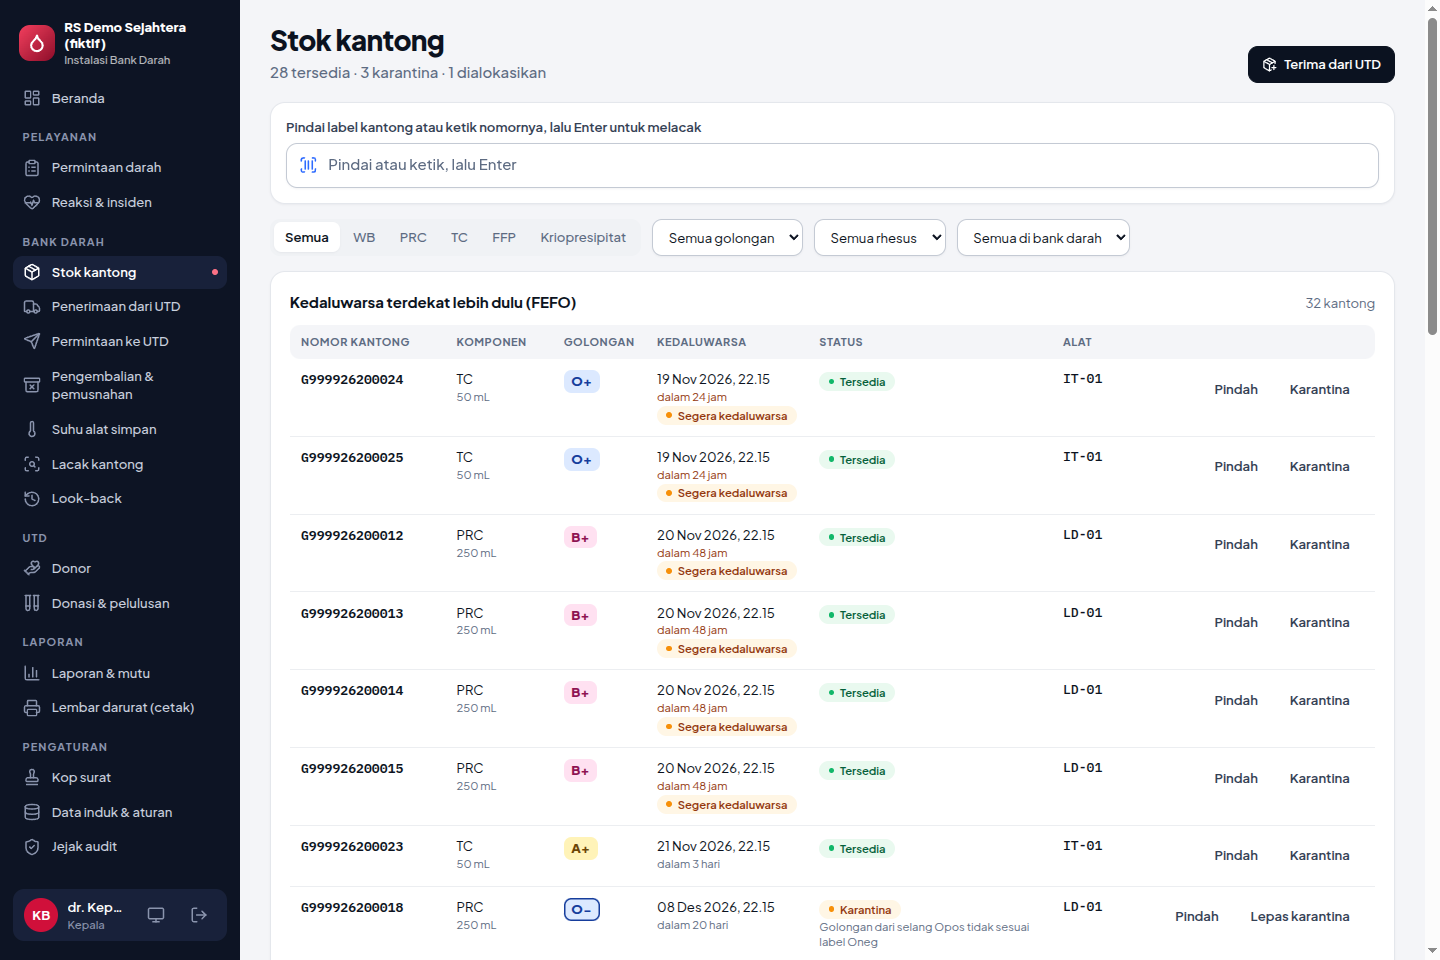 RS Demo Sejahtera
(fiktif)
Instalasi Bank Darah
Beranda
PELAYANAN
Permintaan darah
Reaksi & insiden
BANK DARAH
Stok kantong
Penerimaan dari UTD
Permintaan ke UTD
Pengembalian &
pemusnahan
Suhu alat simpan
Lacak kantong
Look-back
UTD
Donor
Donasi & pelulusan
LAPORAN
Laporan & mutu
Lembar darurat (cetak)
PENGATURAN
Kop surat
Data induk & aturan
Jejak audit
KB
dr. Kep…
Kepala
Stok kantong
28 tersedia · 3 karantina · 1 dialokasikan
Terima dari UTD
Pindai label kantong atau ketik nomornya, lalu Enter untuk melacak
Pindai atau ketik, lalu Enter
Semua WB PRC TC FFP Kriopresipitat Semua golongan Semua rhesus Semua di bank darah
Kedaluwarsa terdekat lebih dulu (FEFO) 32 kantong
NOMOR KANTONG KOMPONEN GOLONGAN KEDALUWARSA STATUS ALAT
G999926200024 TC O+ 19 Nov 2026, 22.15 Tersedia IT-01 Pindah Karantina
50 mL dalam 24 jam
Segera kedaluwarsa
G999926200025 TC O+ 19 Nov 2026, 22.15 Tersedia IT-01 Pindah Karantina
50 mL dalam 24 jam
Segera kedaluwarsa
G999926200012 PRC B+ 20 Nov 2026, 22.15 Tersedia LD-01 Pindah Karantina
250 mL dalam 48 jam
Segera kedaluwarsa
G999926200013 PRC B+ 20 Nov 2026, 22.15 Tersedia LD-01 Pindah Karantina
250 mL dalam 48 jam
Segera kedaluwarsa
G999926200014 PRC B+ 20 Nov 2026, 22.15 Tersedia LD-01 Pindah Karantina
250 mL dalam 48 jam
Segera kedaluwarsa
G999926200015 PRC B+ 20 Nov 2026, 22.15 Tersedia LD-01 Pindah Karantina
250 mL dalam 48 jam
Segera kedaluwarsa
G999926200023 TC A+ 21 Nov 2026, 22.15 Tersedia IT-01 Pindah Karantina
50 mL dalam 3 hari
G999926200018 PRC O− 08 Des 2026, 22.15 Karantina LD-01 Pindah Lepas karantina
250 mL dalam 20 hari Golongan dari selang Opos tidak sesuai
label Oneg